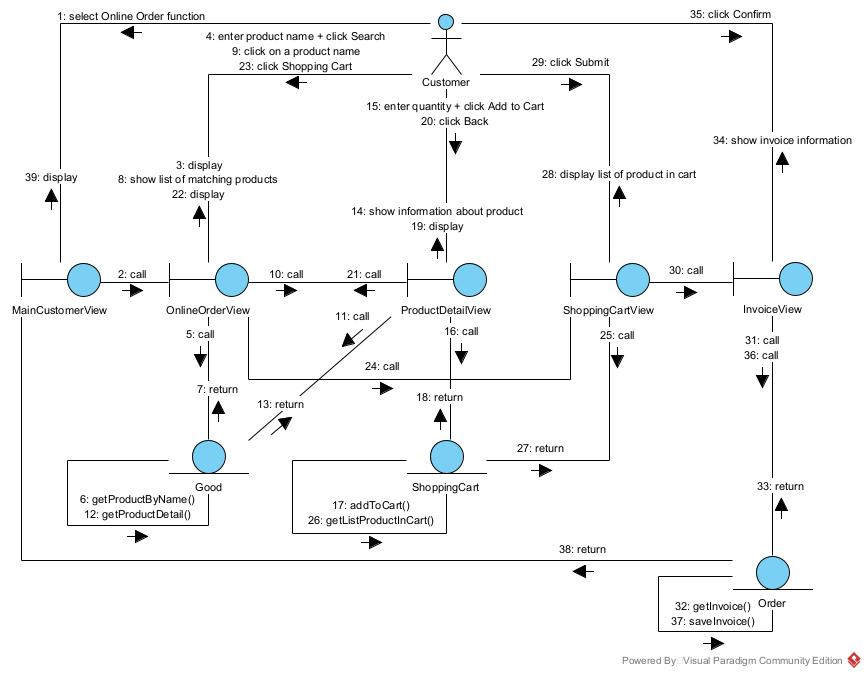 1: select Online Order function
35: click Confirm
4: enter product name + click Search
9: click on a product name
23: click Shopping Cart
29: click Submit
Customer
15: enter quantity + click Add to Cart
20: click Back
34: show invoice information
3: display
8: show list of matching products
22: display
39: display
28: display list of product in cart
14: show information about product
19: display
2: call
10: call
21: call
30: call
MainCustomerView
OnlineOrderView
ProductDetailView
ShoppingCartView
InvoiceView
11: call
5: call
16: call
25: call
31: call
36: call
24: call
7: return
13: return
18: return
27: return
Good
ShoppingCart
33: return
6: getProductByName()
12: getProductDetail()
17: addToCart()
26: getListProductInCart()
38: return
Order
32: getInvoice()
37: saveInvoice()
Powered By: Visual Paradigm Community Edition